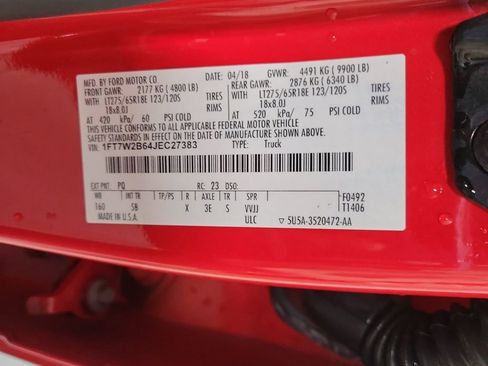 MFD. BY FORD MOTOR CO. DATE: 04/18 GVWR: 4491 KG (9900 LB)
FRONT GAWR: 2177 KG (4800 LB) REAR GAWR: 2876 KG (6340 LB)
WITH LT275/65R18E 123/120S TIRES WITH LT275/65R18E 123/120S TIRES
18x8.0J RIMS 18x8.0J RIMS
AT 420 kPa/ 60 PSI COLD AT 520 kPa/ 75 PSI COLD
THIS VEHICLE CONFORMS TO ALL APPLICABLE FEDERAL MOTOR VEHICLE
SAFETY STANDARDS IN EFFECT ON THE DATE OF MANUFACTURE SHOWN ABOVE.
VIN: 1FT7W2B64JEC27383 TYPE: Truck
EXT PNT: PQ RC: 23 DSO:
WB INT TR TP/PS R AXLE TR SPR F0492
160 5B X 3E S VVJJ T1406
MADE IN U.S.A. ULC ▽ 5U5A-3520472-AA